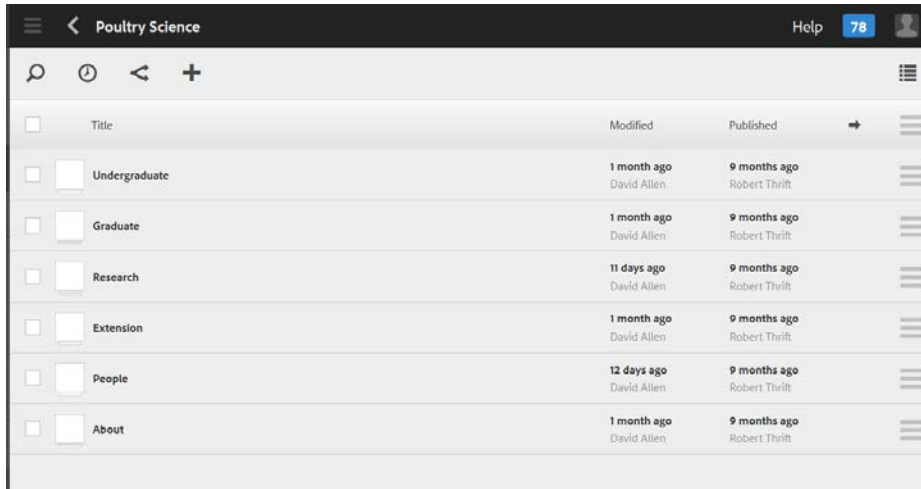 Poultry Science Help 78
Title Modified Published
Undergraduate 1 month ago 9 months ago
David Allen Robert Thrift
Graduate 1 month ago 9 months ago
David Allen Robert Thrift
Research 11 days ago 9 months ago
David Allen Robert Thrift
Extension 1 month ago 9 months ago
David Allen Robert Thrift
People 12 days ago 9 months ago
David Allen Robert Thrift
About 1 month ago 9 months ago
David Allen Robert Thrift